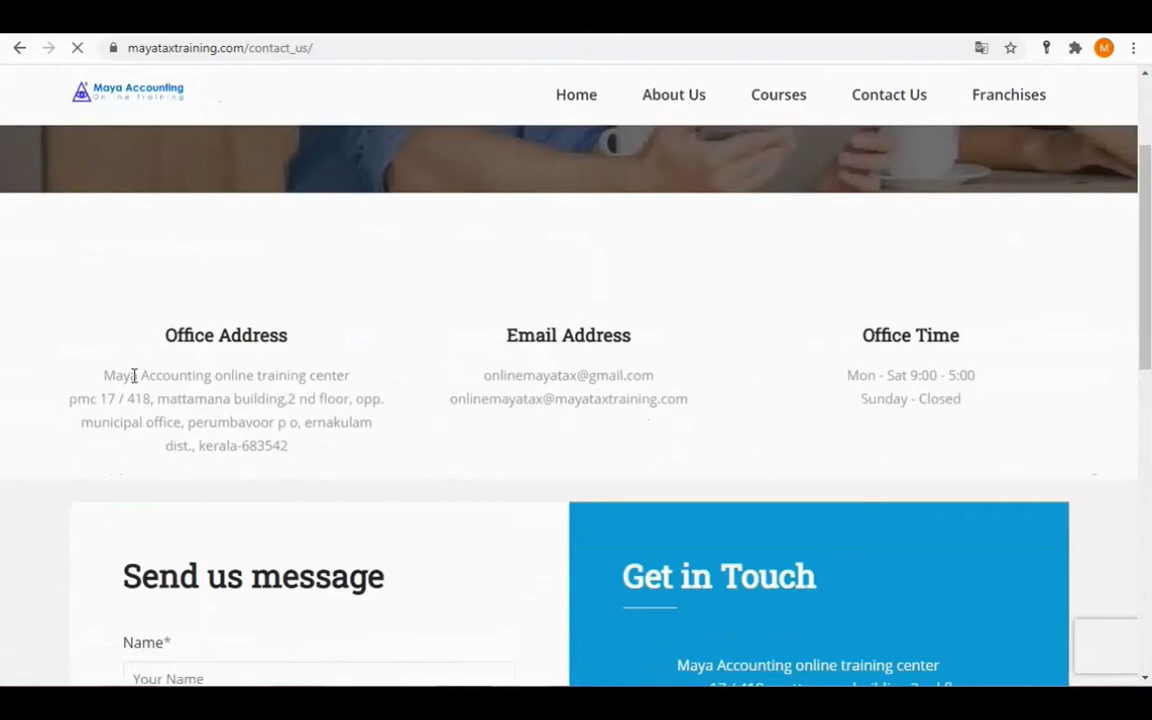 mayataxtraining.com/contact_us/
M
Maya Accounting
Online Training
Home About Us Courses Contact Us Franchises
Office Address Email Address Office Time
Maya Accounting online training center
pmc 17 / 418, mattamana building,2 nd floor, opp.
municipal office, perumbavoor p o, ernakulam
dist., kerala-683542
onlinemayatax@gmail.com
onlinemayatax@mayataxtraining.com
Mon - Sat 9:00 - 5:00
Sunday - Closed
Send us message
Name*
Your Name
Get in Touch
Maya Accounting online training center